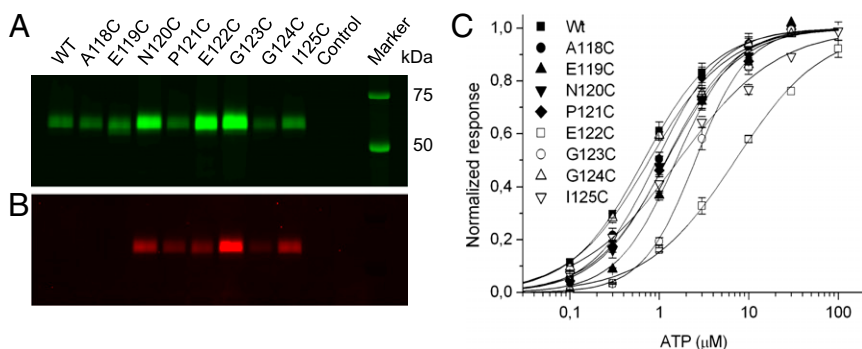 A
WT
A118C
E119C
N120C
P121C
E122C
G123C
G124C
I125C
Control
Marker
kDa
75
50
B
C
Normalized response
1,0
0,8
0,6
0,4
0,2
0,0
Wt
A118C
E119C
N120C
P121C
E122C
G123C
G124C
I125C
0,1
1
10
100
ATP (μM)